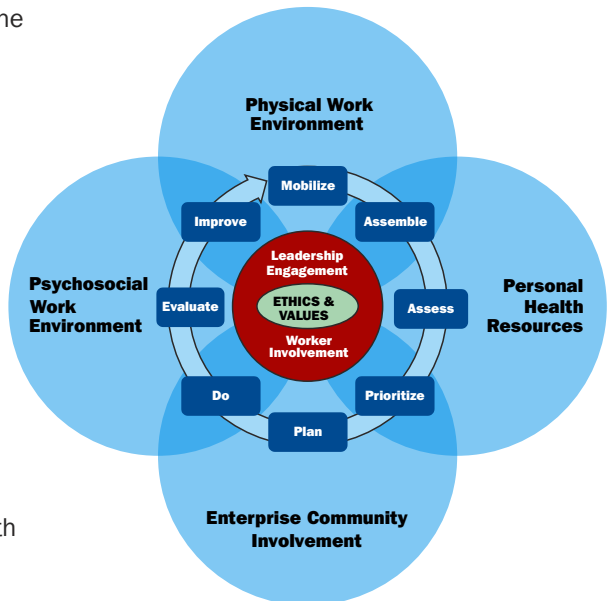 ne
Physical Work
Environment
Mobilize
Improve
Assemble
Leadership
Engagement
Psychosocial
Work
Environment
Evaluate
ETHICS &
VALUES
Assess
Personal
Health
Resources
Worker
Involvement
Do
Prioritize
Plan
Enterprise Community
Involvement
th